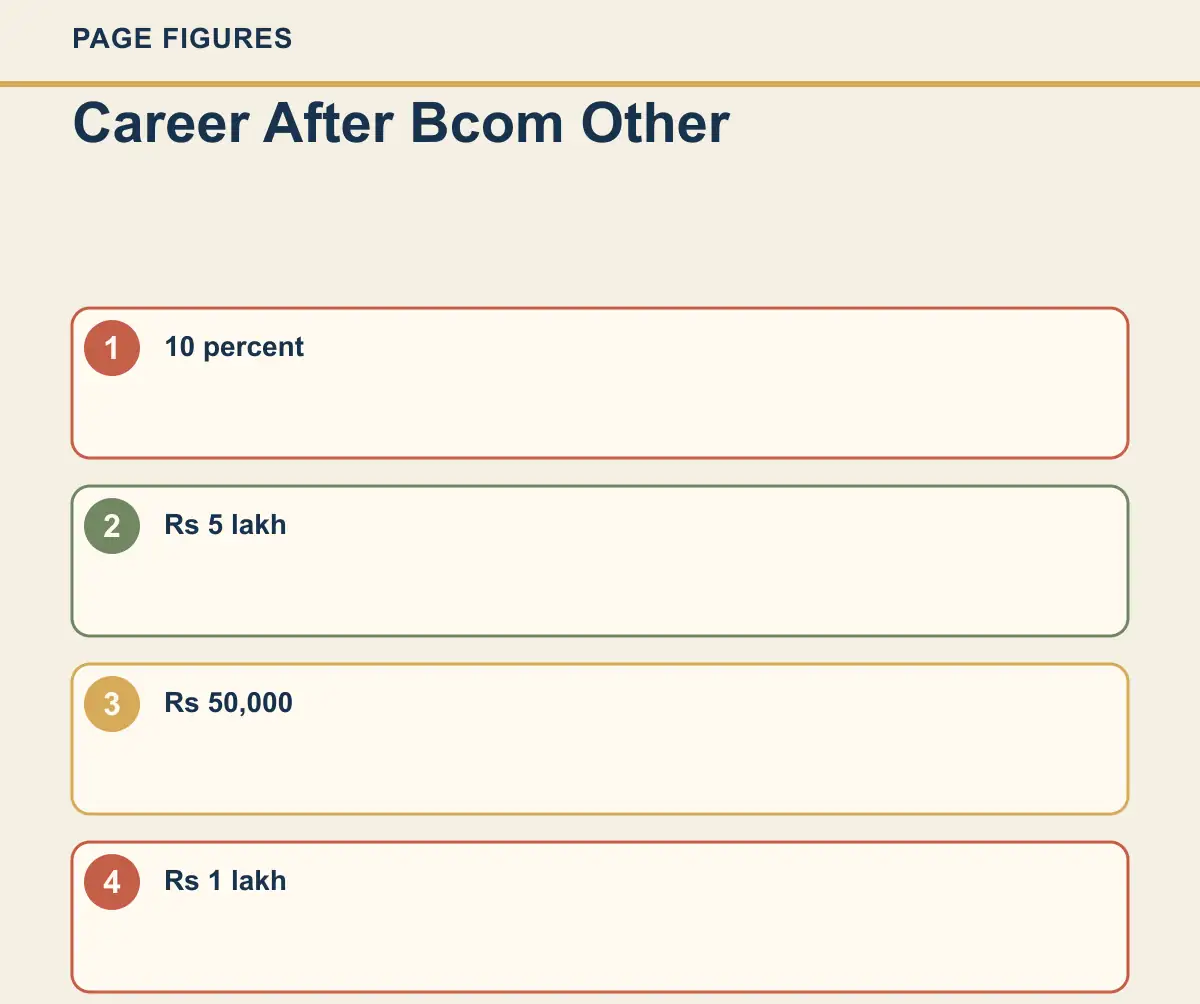 PAGE FIGURES
Career After Bcom Other
1 10 percent
2 Rs 5 lakh
3 Rs 50,000
4 Rs 1 lakh